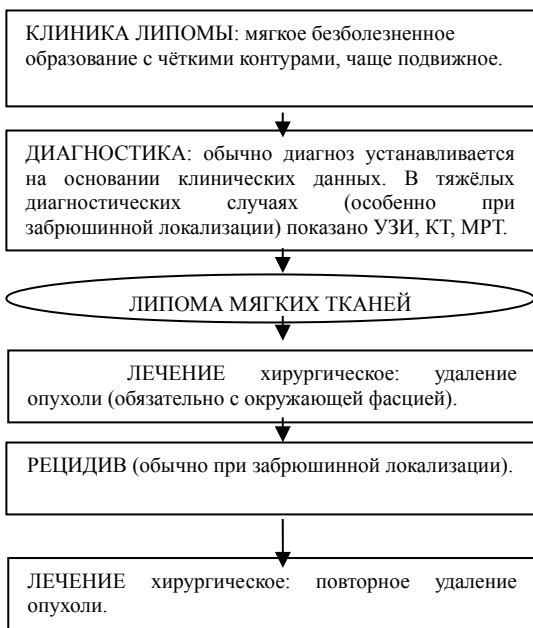 КЛИНИКА ЛИПОМЫ: мягкое безболезненное
образование с чёткими контурами, чаще подвижное.
ДИАГНОСТИКА: обычно диагноз устанавливается
на основании клинических данных. В тяжёлых
диагностических случаях (особенно при
забрюшинной локализации) показано УЗИ, КТ, МРТ.
ЛИПОМА МЯГКИХ ТКАНЕЙ
ЛЕЧЕНИЕ хирургическое: удаление
опухоли (обязательно с окружающей фасцией).
РЕЦИДИВ (обычно при забрюшинной локализации).
ЛЕЧЕНИЕ хирургическое: повторное удаление
опухоли.